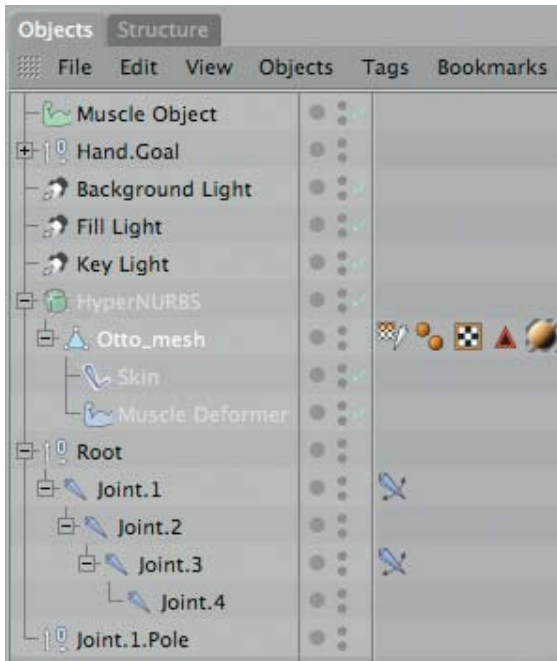 Objects Structure
File Edit View Objects Tags Bookmarks
Muscle Object
Hand.Goal
Background Light
Fill Light
Key Light
HyperNURBS
Otto_mesh
Skin
Muscle Deformer
Root
Joint.1
Joint.2
Joint.3
Joint.4
Joint.1.Pole